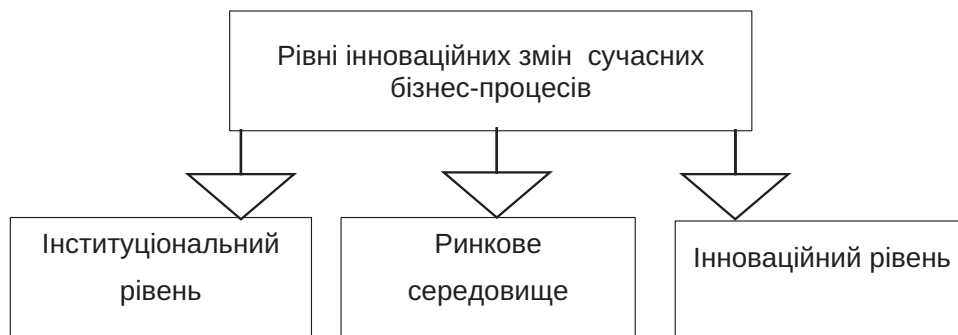 Рівні інноваційних змін сучасних
бізнес-процесів
Інституціональний
рівень
Ринкове
середовище
Інноваційний рівень